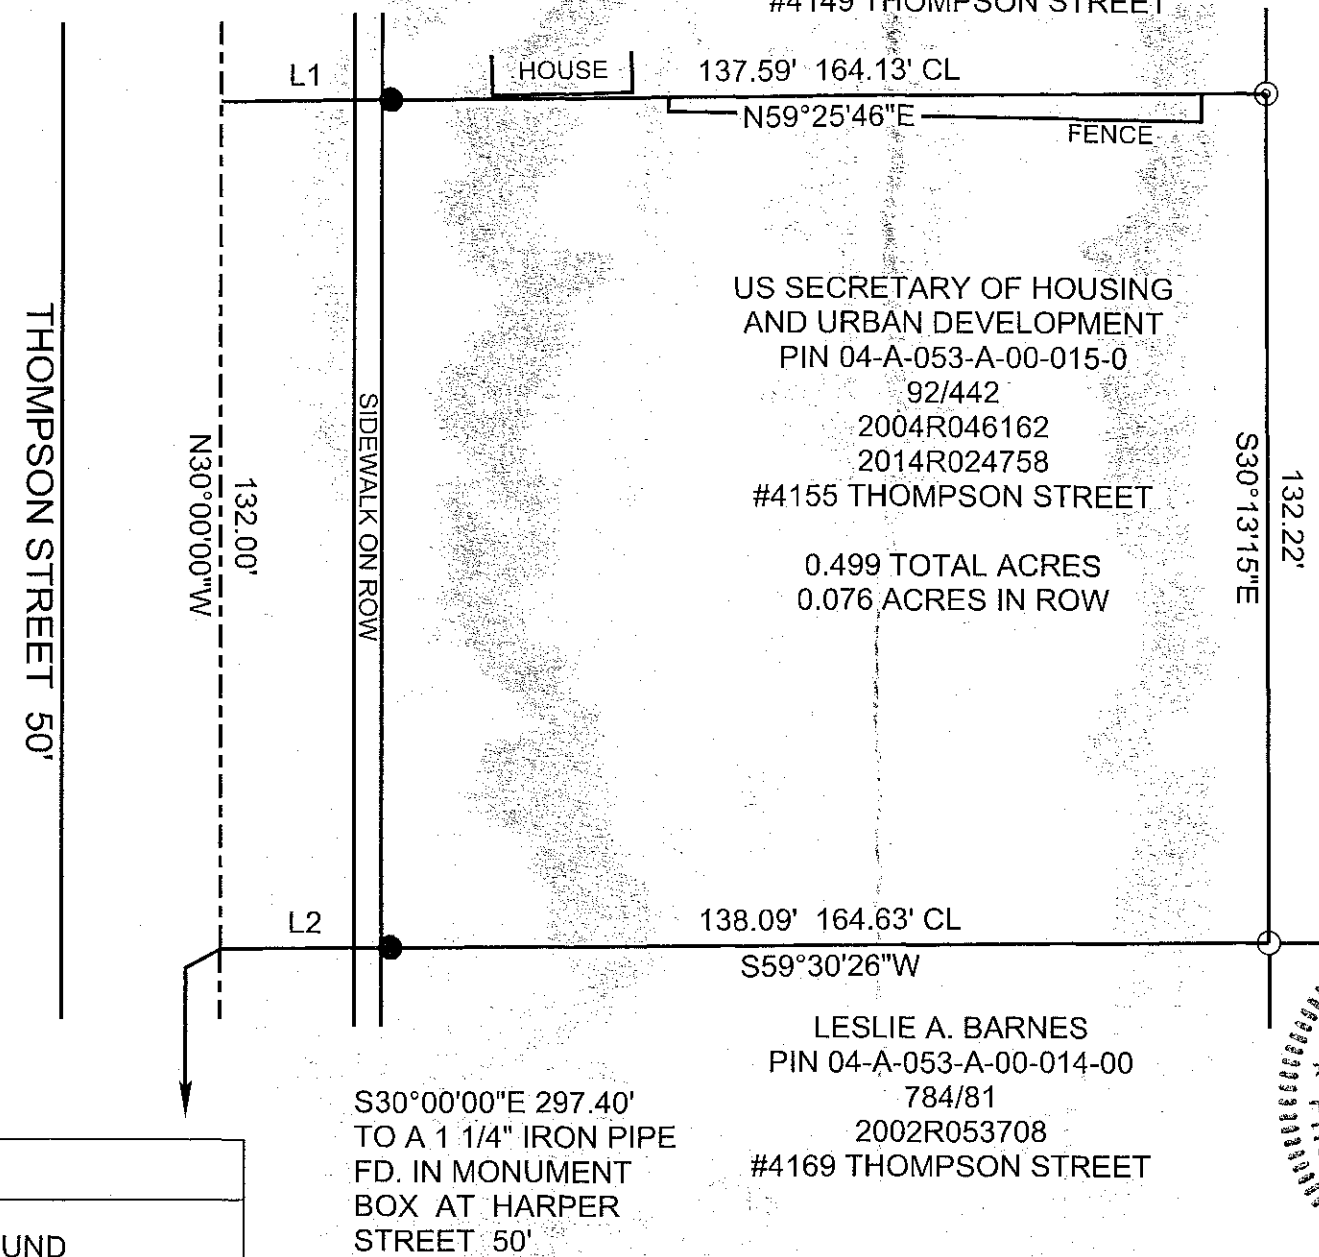 #4149 THOMPSON STREET
L1
HOUSE
137.59' 164.13' CL
N59°25'46"E
FENCE
US SECRETARY OF HOUSING
AND URBAN DEVELOPMENT
PIN 04-A-053-A-00-015-0
92/442
2004R046162
2014R024758
#4155 THOMPSON STREET
0.499 TOTAL ACRES
0.076 ACRES IN ROW
THOMPSON STREET 50'
N30°00'00"W
132.00'
SIDEWALK ON ROW
S30°13'15"E
132.22'
L2
138.09' 164.63' CL
S59°30'26"W
LESLIE A. BARNES
PIN 04-A-053-A-00-014-00
784/81
2002R053708
#4169 THOMPSON STREET
S30°00'00"E 297.40'
TO A 1 1/4" IRON PIPE
FD. IN MONUMENT
BOX AT HARPER
STREET 50'
UND